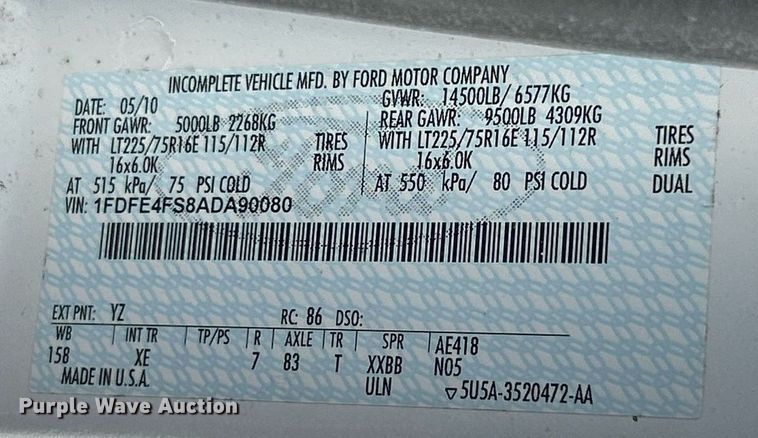 INCOMPLETE VEHICLE MFD. BY FORD MOTOR COMPANY
DATE: 05/10 GVWR: 14500LB/ 6577KG
FRONT GAWR: 5000LB 2268KG REAR GAWR: 9500LB 4309KG
WITH LT225/75R16E 115/112R TIRES WITH LT225/75R16E 115/112R TIRES
16x6.0K RIMS 16x6.0K RIMS
AT 515 kPa/ 75 PSI COLD AT 550 kPa/ 80 PSI COLD DUAL
VIN: 1FDFE4FS8ADA90080
Ford
EXT PNT: YZ RC: 86 DSO:
WB INT TR TP/PS R AXLE TR SPR AE418
158 XE 7 83 T XXBB N05
MADE IN U.S.A. ULN ▽5U5A-3520472-AA
Purple Wave Auction